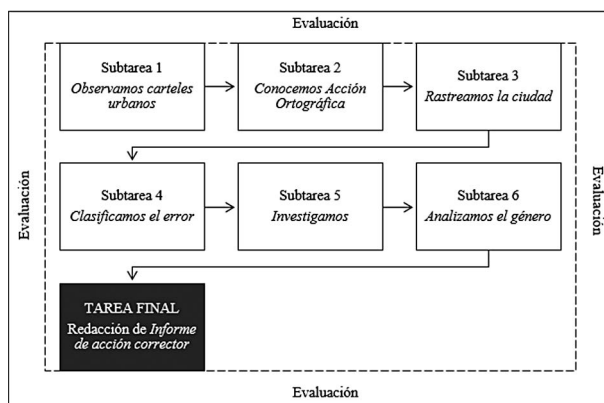 Evaluación
Subtarea 1
Observamos carteles
urbanos
Subtarea 2
Conocemos Acción
Ortográfica
Subtarea 3
Rastreamos la ciudad
Evaluación
Evaluación
Subtarea 4
Clasificamos el error
Subtarea 5
Investigamos
Subtarea 6
Analizamos el género
TAREA FINAL
Redacción de Informe
de acción corrector
Evaluación